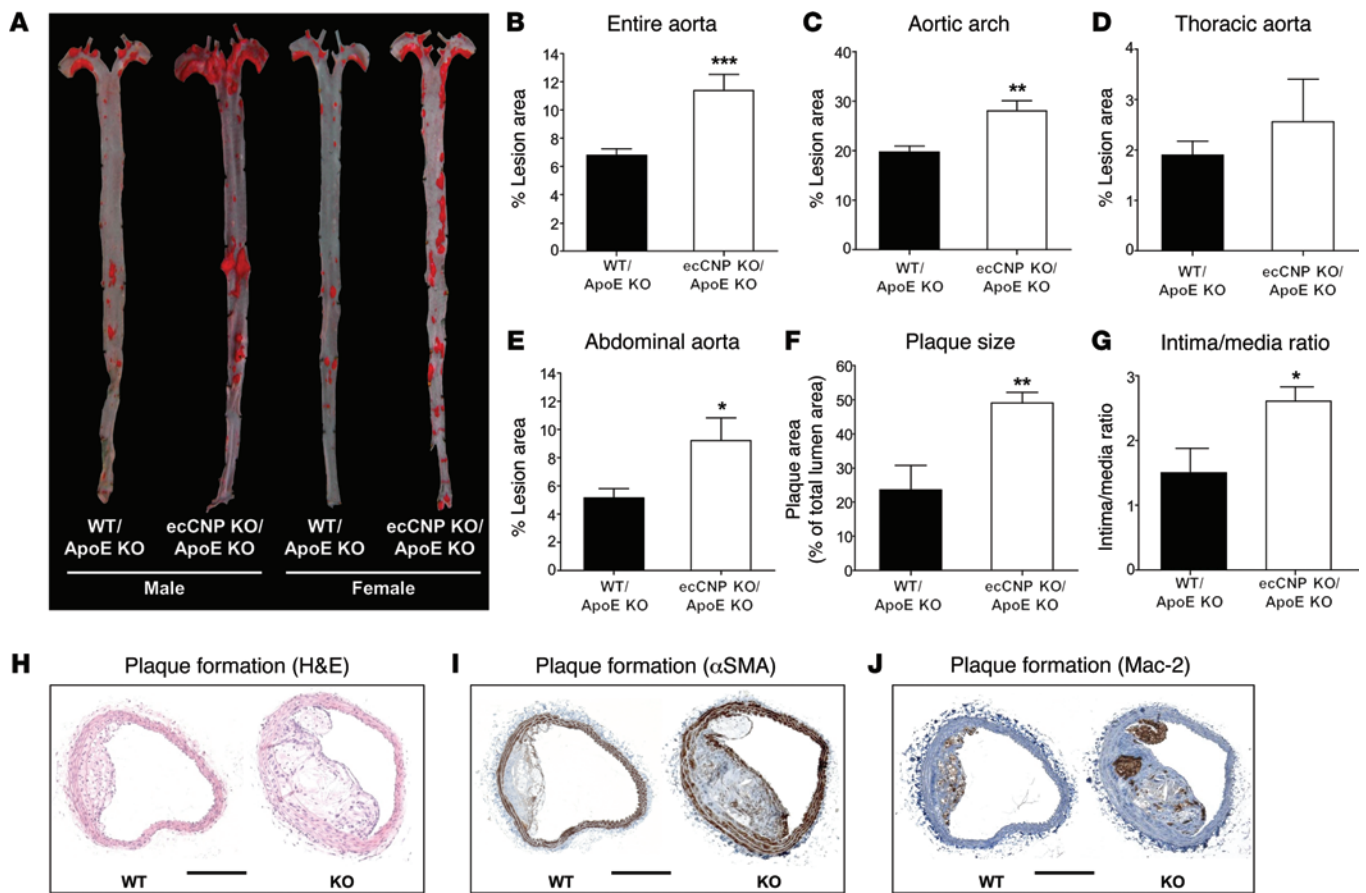 A
WT/
ApoE KO
ecCNP KO/
ApoE KO
WT/
ApoE KO
ecCNP KO/
ApoE KO
Male
Female
B
Entire aorta
% Lesion area
14
12
10
8
6
4
2
0
***
WT/
ApoE KO
ecCNP KO/
ApoE KO
C
Aortic arch
% Lesion area
40
30
20
10
0
**
WT/
ApoE KO
ecCNP KO/
ApoE KO
D
Thoracic aorta
% Lesion area
4
3
2
1
0
WT/
ApoE KO
ecCNP KO/
ApoE KO
E
Abdominal aorta
% Lesion area
14
12
10
8
6
4
2
0
*
WT/
ApoE KO
ecCNP KO/
ApoE KO
F
Plaque size
Plaque area
(% of total lumen area)
60
50
40
30
20
10
0
**
WT/
ApoE KO
ecCNP KO/
ApoE KO
G
Intima/media ratio
Intima/media ratio
3
2
1
0
*
WT/
ApoE KO
ecCNP KO/
ApoE KO
H
Plaque formation (H&E)
WT
KO
I
Plaque formation (αSMA)
WT
KO
J
Plaque formation (Mac-2)
WT
KO